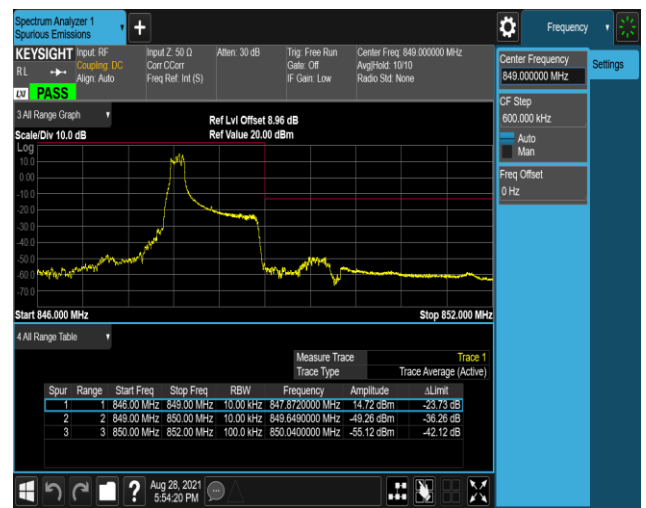 Spectrum Analyzer 1
Spurious Emissions
Frequency
KEYSIGHT Input: RF Input Z: 50 Ω Atten: 30 dB Trig: Free Run Center Freq: 849.000000 MHz
RL Coupling: DC Corr CCorr Gate: Off Avg|Hold: 10/10
Align: Auto Freq Ref: Int (S) IF Gain: Low Radio Std: None
LXI PASS
Center Frequency
849.000000 MHz
Settings
CF Step
600.000 kHz
Auto
Man
Freq Offset
0 Hz
3 All Range Graph
Ref Lvl Offset 8.96 dB
Scale/Div 10.0 dB Ref Value 20.00 dBm
Log
10.0
0.00
-10.0
-20.0
-30.0
-40.0
-50.0
-60.0
-70.0
Start 846.000 MHz Stop 852.000 MHz
4 All Range Table
Measure Trace Trace 1
Trace Type Trace Average (Active)
Spur Range Start Freq Stop Freq RBW Frequency Amplitude ΔLimit
1 1 846.00 MHz 849.00 MHz 10.00 kHz 847.8720000 MHz 14.72 dBm -23.73 dB
2 2 849.00 MHz 850.00 MHz 10.00 kHz 849.6490000 MHz -49.26 dBm -36.26 dB
3 3 850.00 MHz 852.00 MHz 100.0 kHz 850.0400000 MHz -55.12 dBm -42.12 dB
Aug 28, 2021
5:54:20 PM